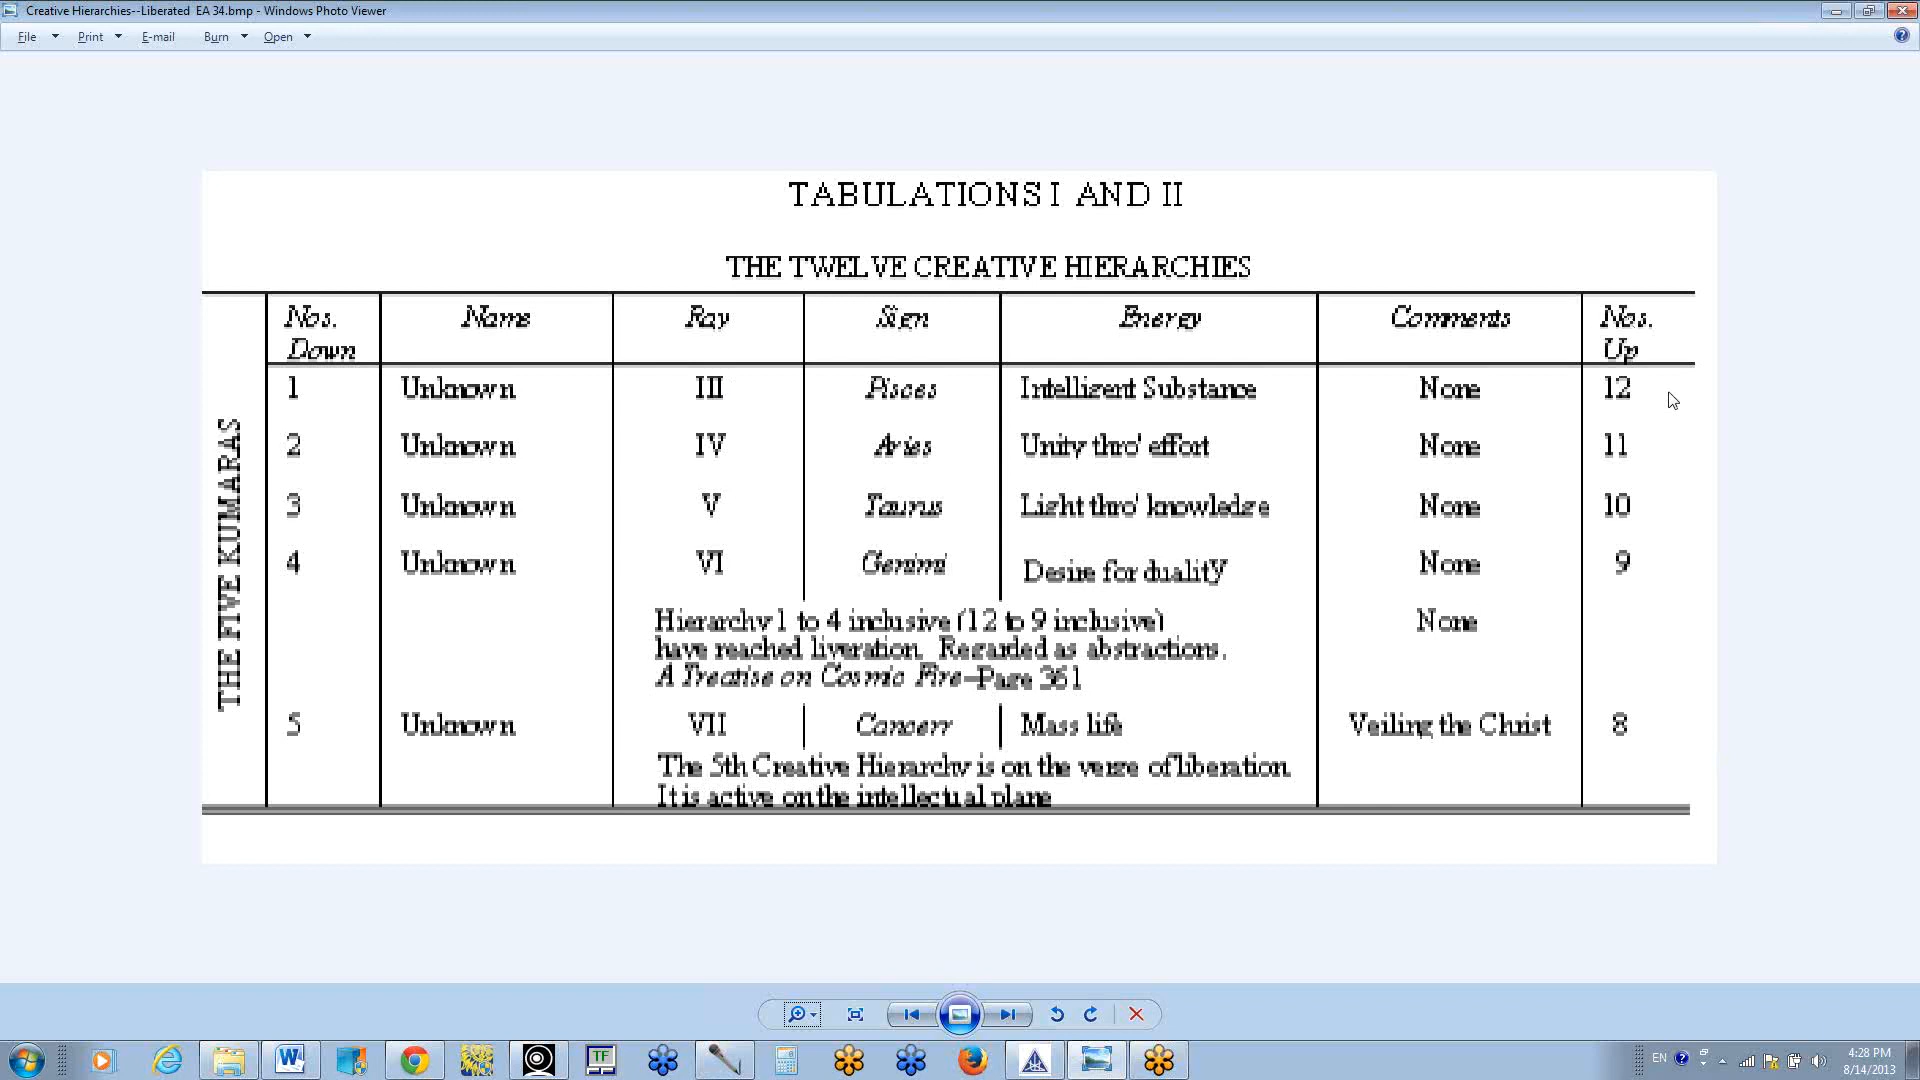 Creative Hierarchies--Liberated EA 34.bmp - Windows Photo Viewer
File Print E-mail Burn Open
TABULATIONS I AND II
THE TWELVE CREATIVE HIERARCHIES
THE FIVE KUMARAS
Nos. Down Name Ray Sign Energy Comments Nos. Up
1 Unknown III Pisces Intelligent Substance None 12
2 Unknown IV Aries Unity thro' effort None 11
3 Unknown V Taurus Light thro' knowledge None 10
4 Unknown VI Gemini Desire for duality None 9
Hierarchy 1 to 4 inclusive (12 to 9 inclusive) None
have reached liveration. Regarded as abstractions.
A Treatise on Cosmic Fire—Page 361
5 Unknown VII Cancerr Mass life Veiling the Christ 8
The 5th Creative Hierarchy is on the verge of liberation.
It is active on the intellectual plane
W TF EN 4:28 PM
8/14/2013